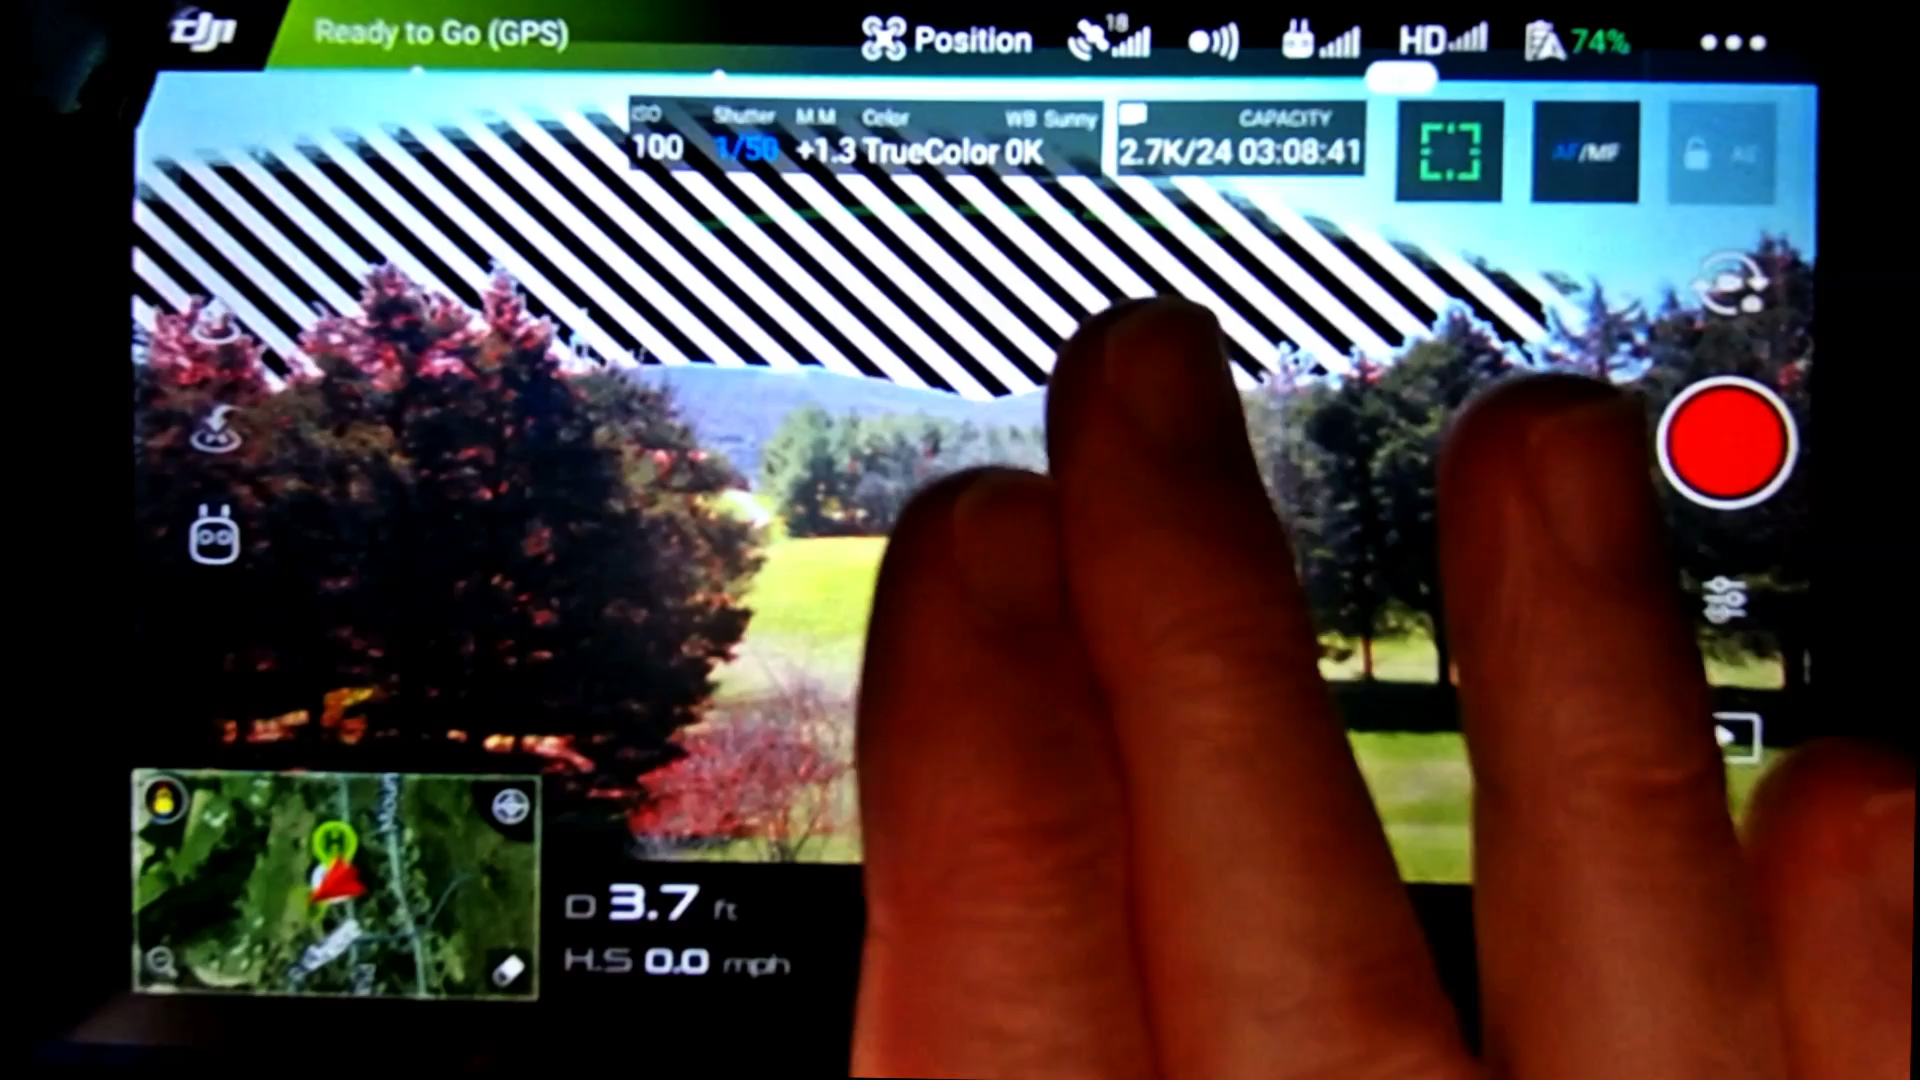 dji
Ready to Go (GPS)
Position
18
HD
74%
ISO
100
Shutter
1/50
M.M
+1.3
Color
TrueColor
WB Sunny
0K
CAPACITY
2.7K/24 03:08:41
AF/MF
AE
H
D 3.7 ft
H.S 0.0 mph